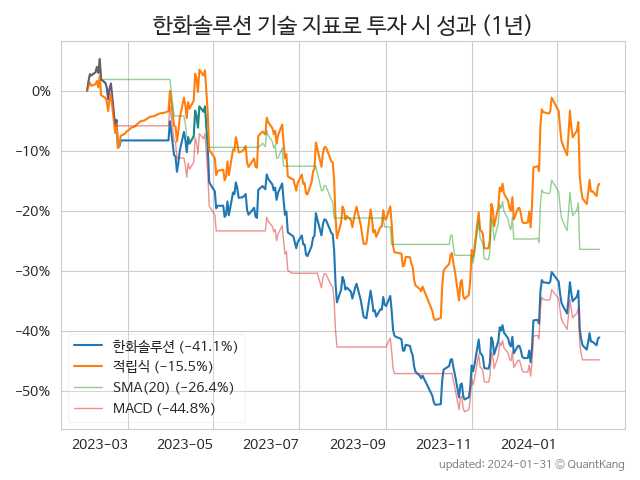 한화솔루션 기술 지표로 투자 시 성과 (1년)
0%
−10%
−20%
−30%
−40%
−50%
한화솔루션 (−41.1%)
적립식 (−15.5%)
SMA(20) (−26.4%)
MACD (−44.8%)
2023-03 2023-05 2023-07 2023-09 2023-11 2024-01
updated: 2024-01-31 © QuantKang